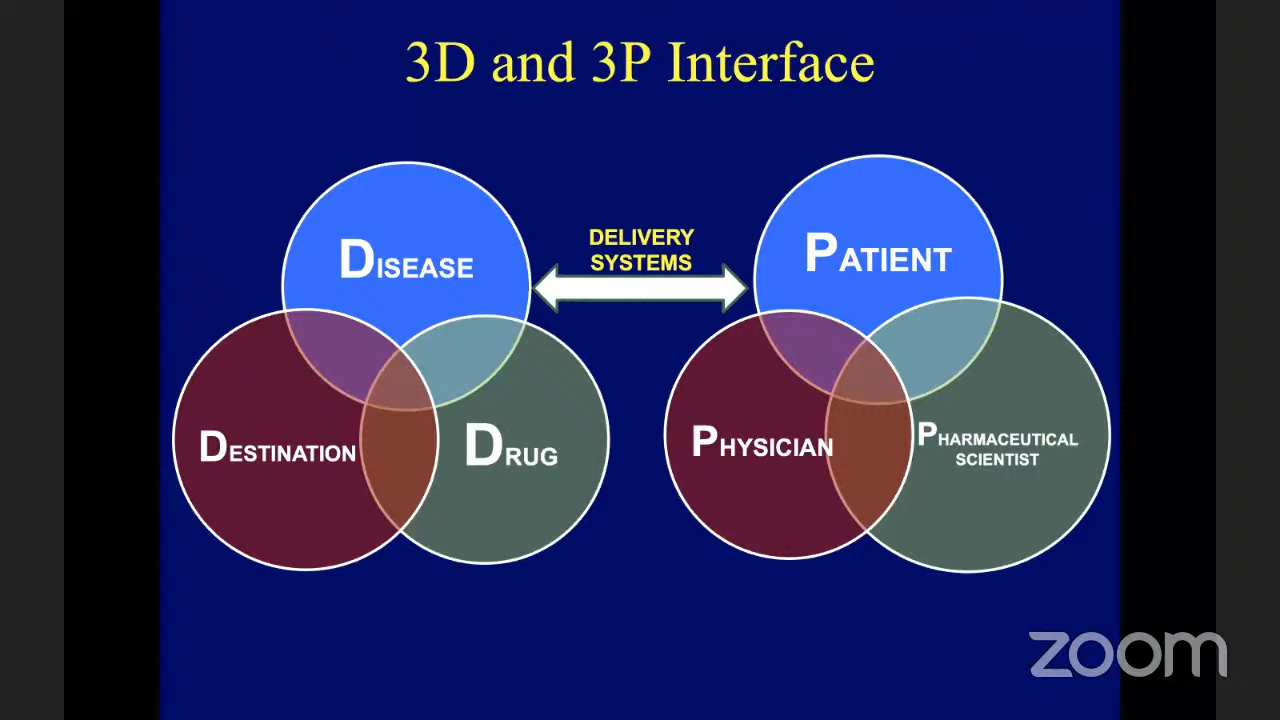 3D and 3P Interface
DISEASE
DELIVERY
SYSTEMS
PATIENT
DESTINATION
DRUG
PHYSICIAN
PHARMACEUTICAL
SCIENTIST
zoom